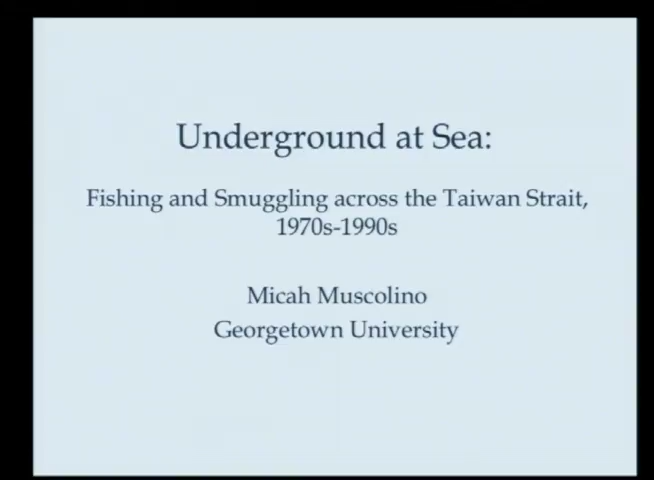 Underground at Sea:
Fishing and Smuggling across the Taiwan Strait,
1970s-1990s
Micah Muscolino
Georgetown University